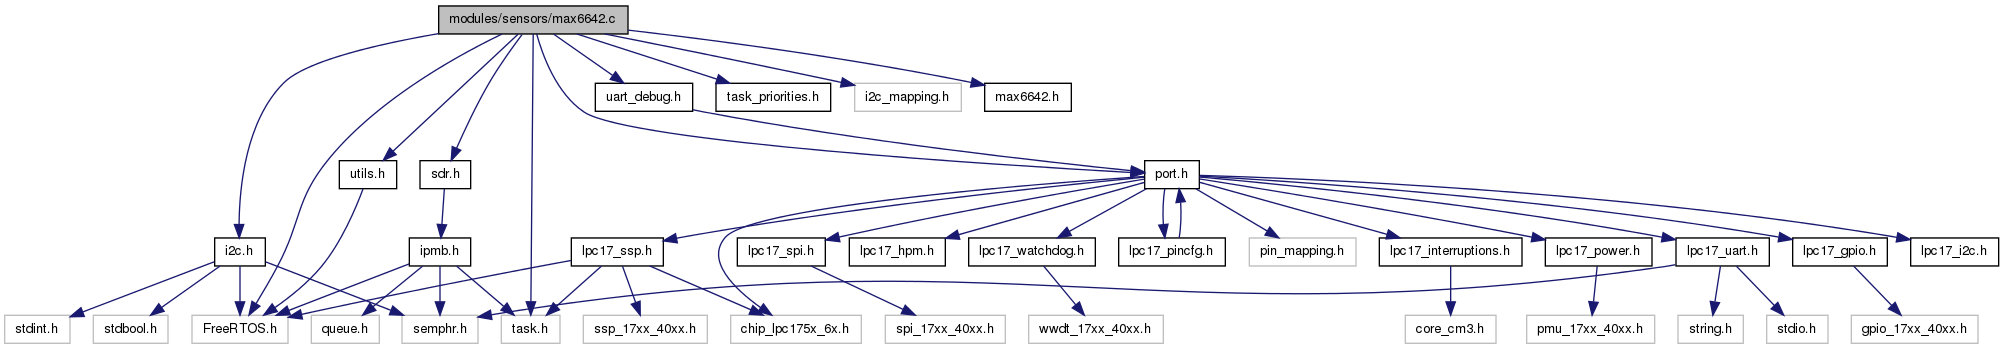 modules/sensors/max6642.c
uart_debug.h
task_priorities.h
i2c_mapping.h
max6642.h
utils.h
sdr.h
port.h
i2c.h
ipmb.h
lpc17_ssp.h
lpc17_spi.h
lpc17_hpm.h
lpc17_watchdog.h
lpc17_pincfg.h
pin_mapping.h
lpc17_interruptions.h
lpc17_power.h
lpc17_uart.h
lpc17_gpio.h
lpc17_i2c.h
stdint.h
stdbool.h
FreeRTOS.h
queue.h
semphr.h
task.h
ssp_17xx_40xx.h
chip_lpc175x_6x.h
spi_17xx_40xx.h
wwdt_17xx_40xx.h
core_cm3.h
pmu_17xx_40xx.h
string.h
stdio.h
gpio_17xx_40xx.h